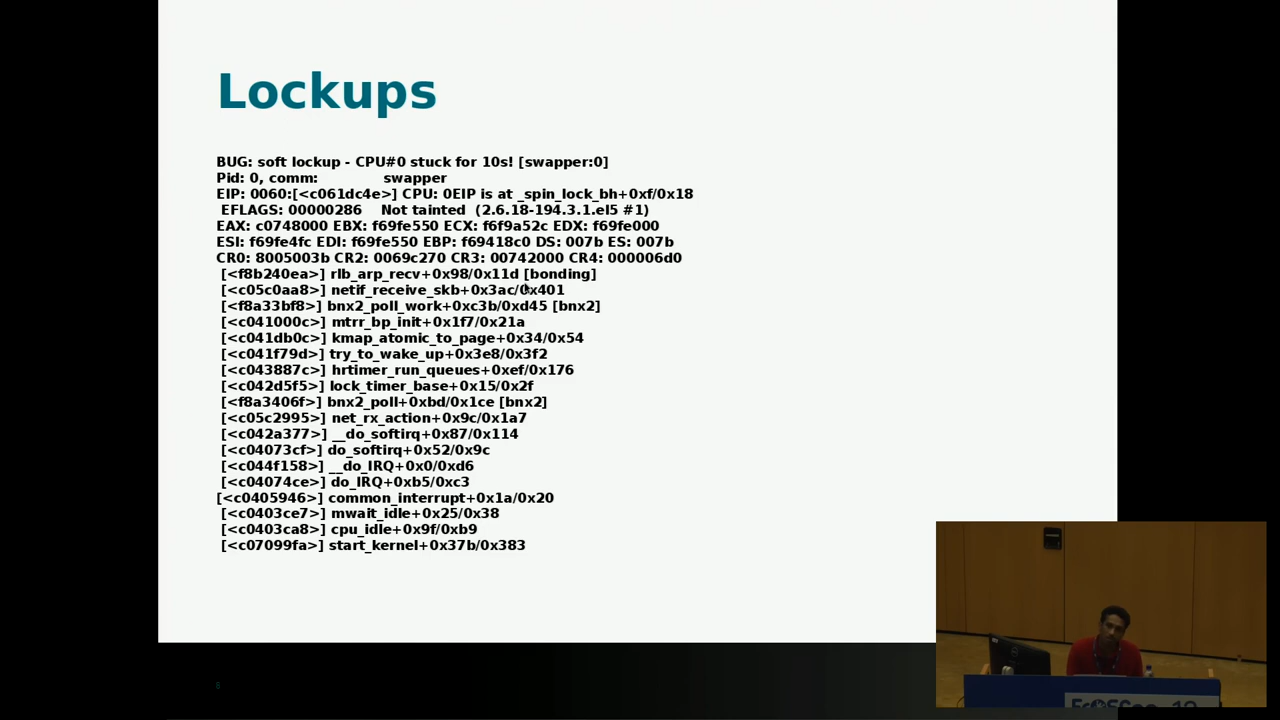 Lockups
BUG: soft lockup - CPU#0 stuck for 10s! [swapper:0]
Pid: 0, comm: swapper
EIP: 0060:[<c061dc4e>] CPU: 0EIP is at _spin_lock_bh+0xf/0x18
EFLAGS: 00000286 Not tainted (2.6.18-194.3.1.el5 #1)
EAX: c0748000 EBX: f69fe550 ECX: f6f9a52c EDX: f69fe000
ESI: f69fe4fc EDI: f69fe550 EBP: f69418c0 DS: 007b ES: 007b
CR0: 8005003b CR2: 0069c270 CR3: 00742000 CR4: 000006d0
[<f8b240ea>] rlb_arp_recv+0x98/0x11d [bonding]
[<c05c0aa8>] netif_receive_skb+0x3ac/0x401
[<f8a33bf8>] bnx2_poll_work+0xc3b/0xd45 [bnx2]
[<c041000c>] mtrr_bp_init+0x1f7/0x21a
[<c041db0c>] kmap_atomic_to_page+0x34/0x54
[<c041f79d>] try_to_wake_up+0x3e8/0x3f2
[<c043887c>] hrtimer_run_queues+0xef/0x176
[<c042d5f5>] lock_timer_base+0x15/0x2f
[<f8a3406f>] bnx2_poll+0xbd/0x1ce [bnx2]
[<c05c2995>] net_rx_action+0x9c/0x1a7
[<c042a377>] __do_softirq+0x87/0x114
[<c04073cf>] do_softirq+0x52/0x9c
[<c044f158>] __do_IRQ+0x0/0xd6
[<c04074ce>] do_IRQ+0xb5/0xc3
[<c0405946>] common_interrupt+0x1a/0x20
[<c0403ce7>] mwait_idle+0x25/0x38
[<c0403ca8>] cpu_idle+0x9f/0xb9
[<c07099fa>] start_kernel+0x37b/0x383